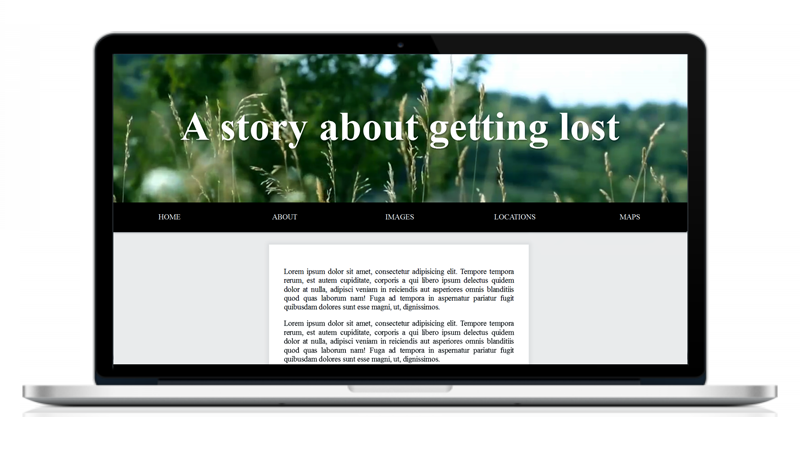 A story about getting lost
HOME ABOUT IMAGES LOCATIONS MAPS
Lorem ipsum dolor sit amet, consectetur adipisicing elit. Tempore tempora
rerum, est autem cupiditate, corporis a qui libero ipsum delectus quidem
dolor at nulla, adipisci veniam in reiciendis aut asperiores omnis blanditiis
quod quas laborum nam! Fuga ad tempora in aspernatur pariatur fugit
quibusdam dolores sunt esse magni, ut, dignissimos.
Lorem ipsum dolor sit amet, consectetur adipisicing elit. Tempore tempora
rerum, est autem cupiditate, corporis a qui libero ipsum delectus quidem
dolor at nulla, adipisci veniam in reiciendis aut asperiores omnis blanditiis
quod quas laborum nam! Fuga ad tempora in aspernatur pariatur fugit
quibusdam dolores sunt esse magni, ut, dignissimos.